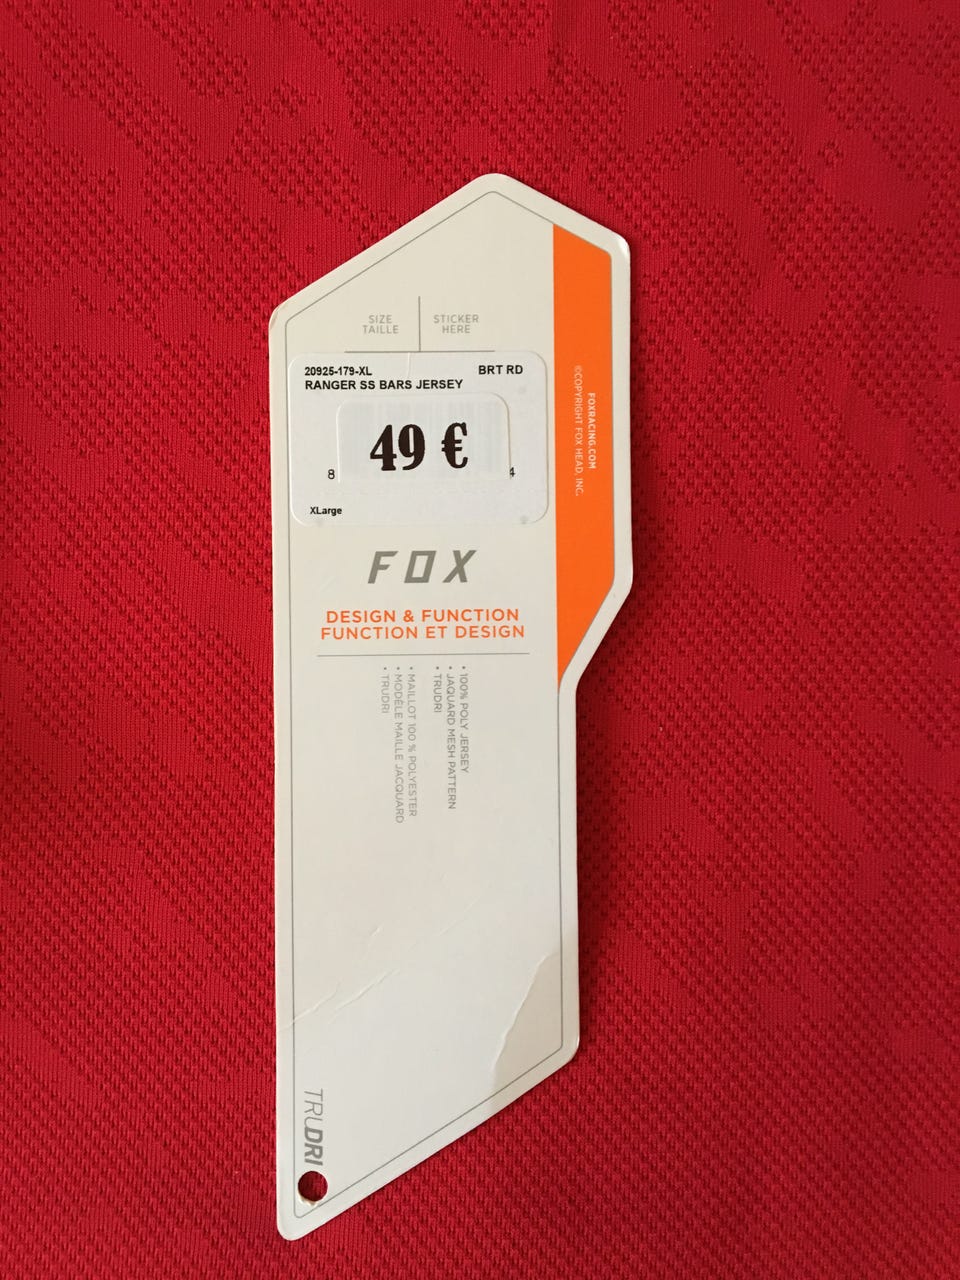 SIZE
TAILLE
STICKER
HERE
20925-179-XL BRT RD
RANGER SS BARS JERSEY
49 €
8 4
XLarge
FOX
DESIGN & FUNCTION
FUNCTION ET DESIGN
• 100% POLY JERSEY
• JAQUARD MESH PATTERN
• TRUDRI
• MAILLOT 100 % POLYESTER
• MODÈLE MAILLE JACQUARD
• TRUDRI
FOXRACING.COM
©COPYRIGHT FOX HEAD, INC.
TRUDRI